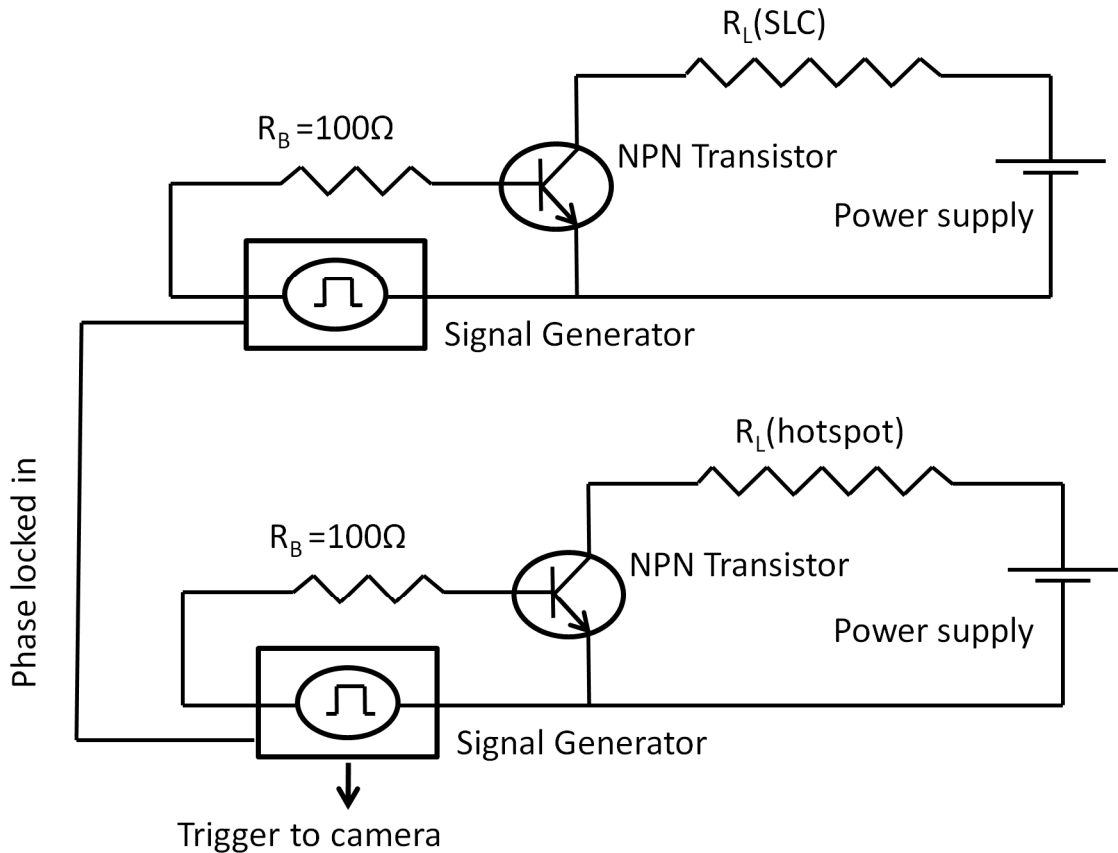 R_L(SLC)
R_B =100Ω
NPN Transistor
Power supply
Signal Generator
Phase locked in
R_L(hotspot)
R_B =100Ω
NPN Transistor
Power supply
Signal Generator
Trigger to camera